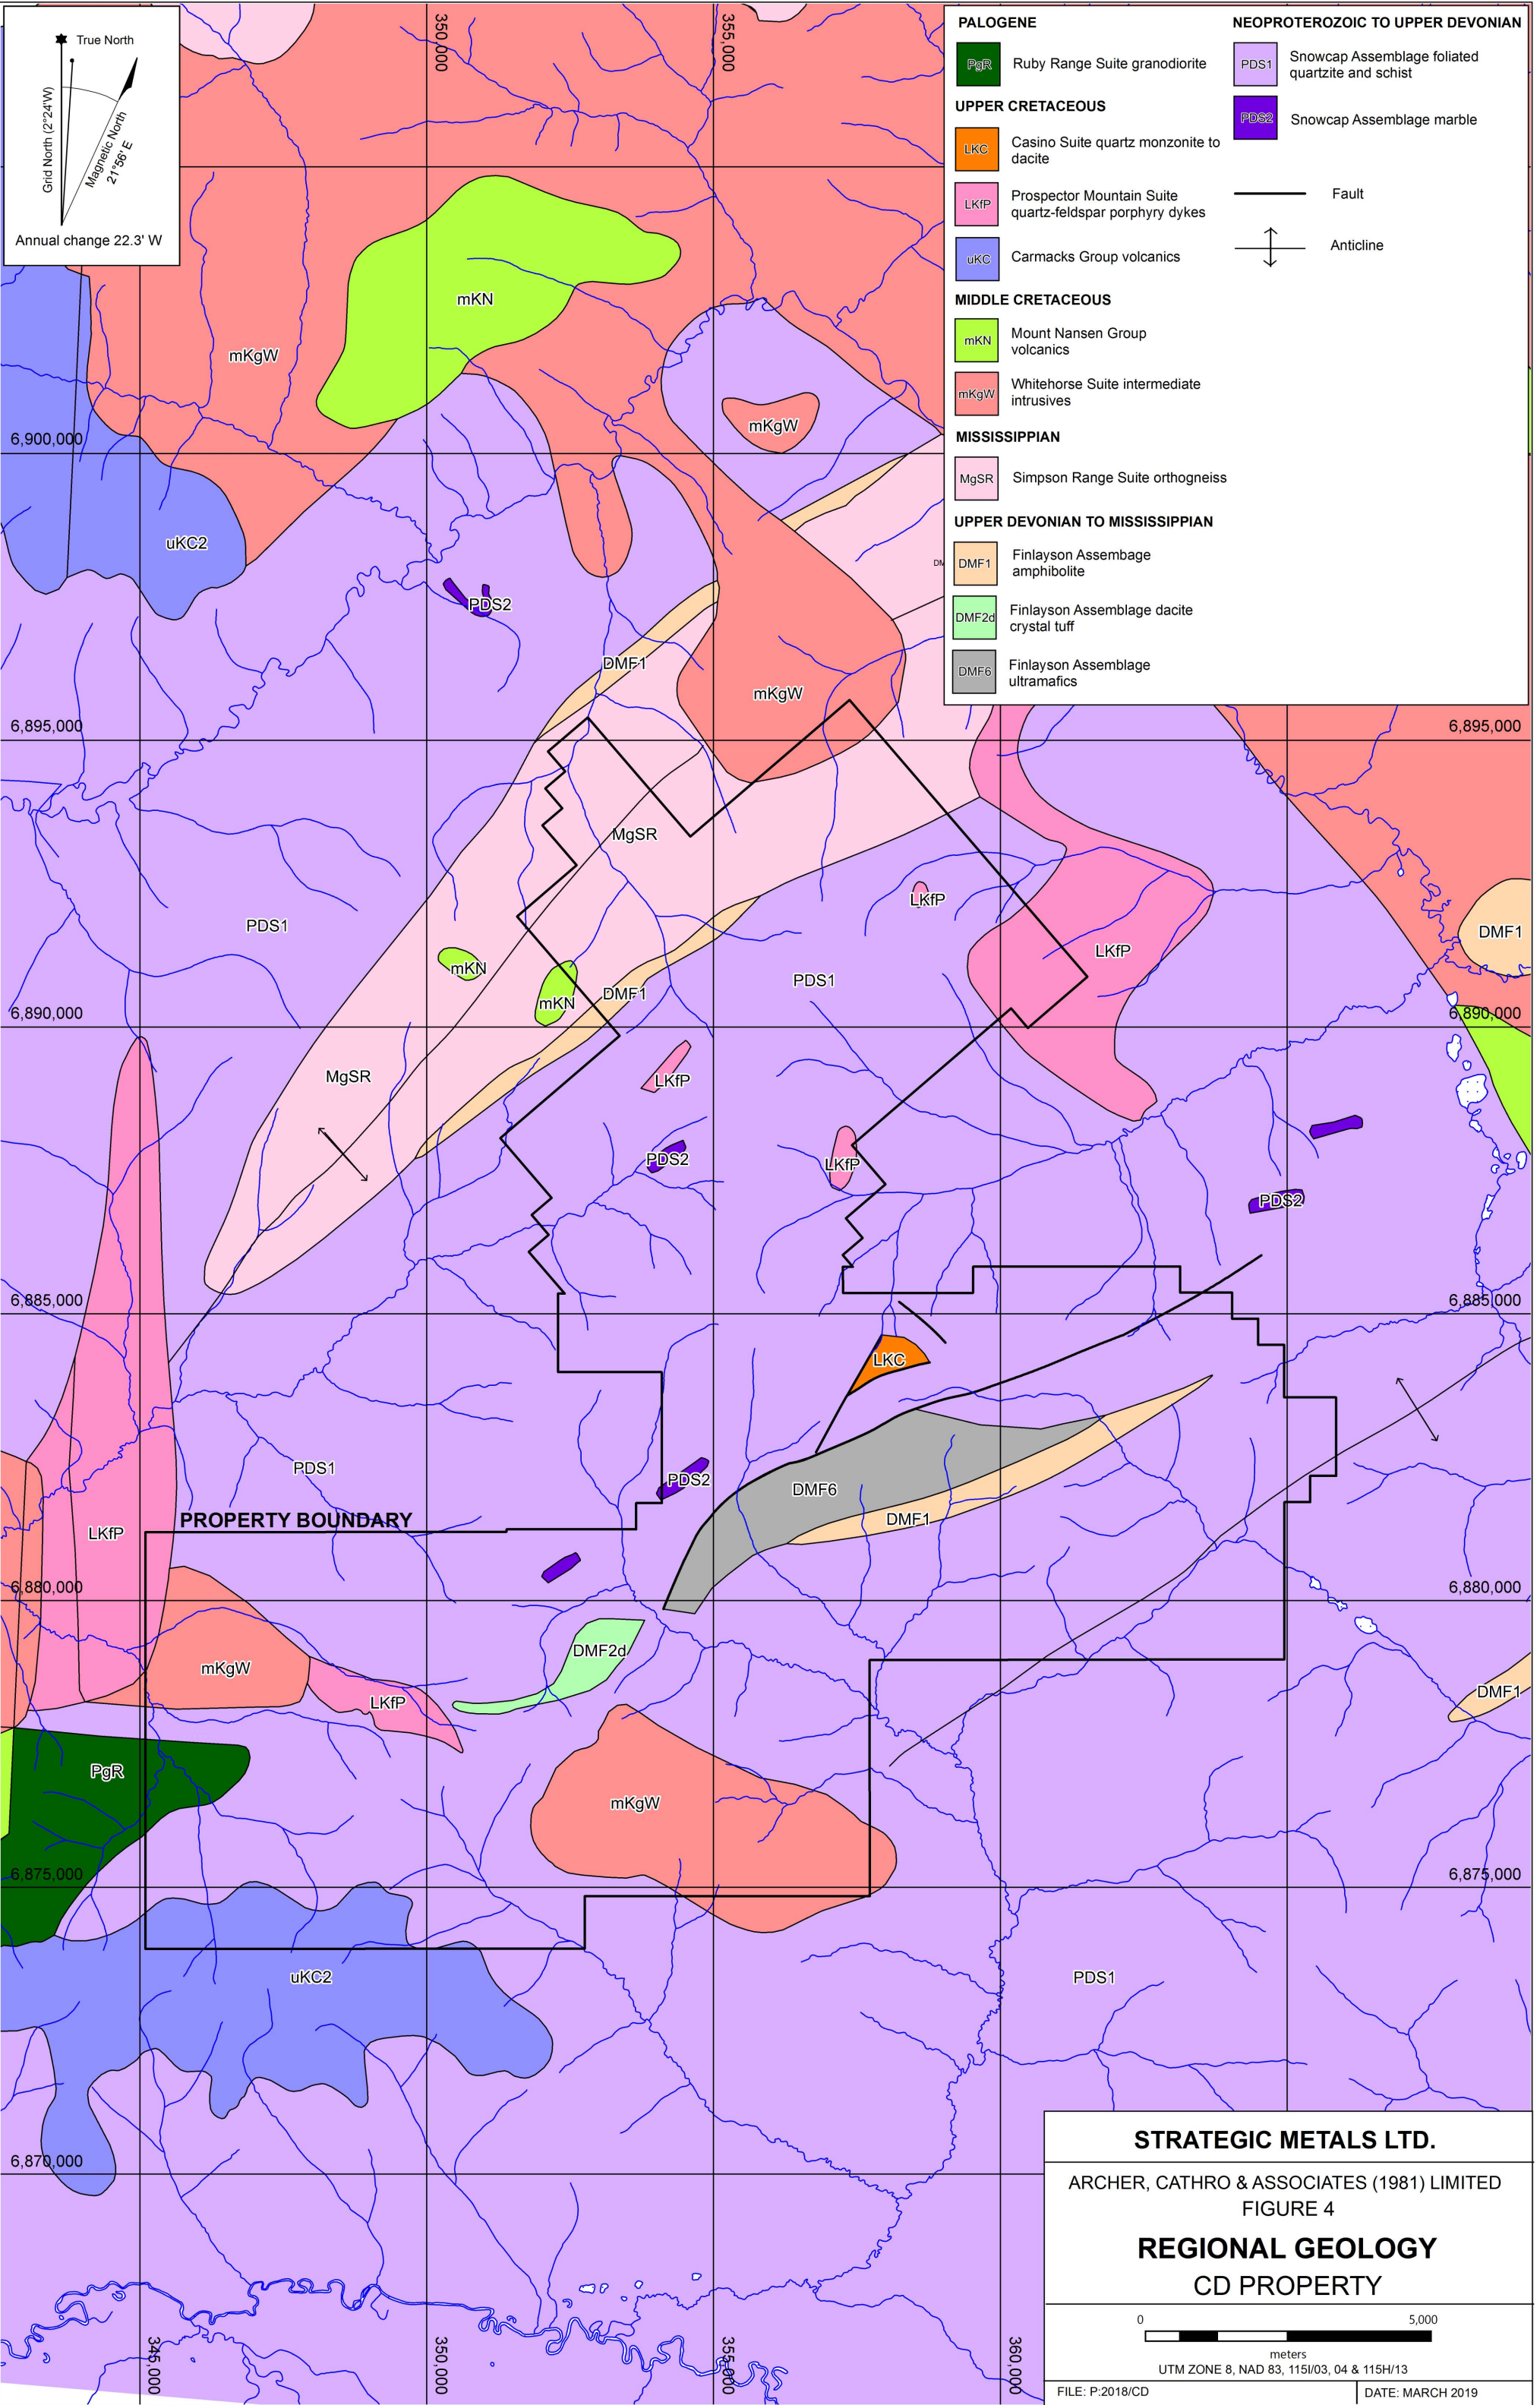 True North
Grid North (2°24'W)
Magnetic North
21°56' E
Annual change 22.3' W
350,000
355,000
PALOGENE
PgR
Ruby Range Suite granodiorite
UPPER CRETACEOUS
LKC
Casino Suite quartz monzonite to
dacite
LKfP
Prospector Mountain Suite
quartz-feldspar porphyry dykes
uKC
Carmacks Group volcanics
MIDDLE CRETACEOUS
mKN
Mount Nansen Group
volcanics
mKgW
Whitehorse Suite intermediate
intrusives
MISSISSIPPIAN
MgSR
Simpson Range Suite orthogneiss
UPPER DEVONIAN TO MISSISSIPPIAN
DMF1
Finlayson Assembage
amphibolite
DMF2d
Finlayson Assemblage dacite
crystal tuff
DMF6
Finlayson Assemblage
ultramafics
NEOPROTEROZOIC TO UPPER DEVONIAN
PDS1
Snowcap Assemblage foliated
quartzite and schist
PDS2
Snowcap Assemblage marble
Fault
Anticline
mKN
mKgW
mKgW
6,900,000
uKC2
DM
PDS2
DMF1
mKgW
6,895,000
6,895,000
MgSR
LKfP
PDS1
DMF1
LKfP
mKN
PDS1
DMF1
mKN
6,890,000
6,890,000
MgSR
LKfP
PDS2
LKfP
PDS2
6,885,000
6,885,000
LKC
PDS1
PDS2
DMF6
DMF1
PROPERTY BOUNDARY
LKfP
6,880,000
6,880,000
DMF2d
mKgW
LKfP
DMF1
PgR
mKgW
6,875,000
6,875,000
uKC2
PDS1
6,870,000
345,000
350,000
355,000
360,000
STRATEGIC METALS LTD.
ARCHER, CATHRO & ASSOCIATES (1981) LIMITED
FIGURE 4
REGIONAL GEOLOGY
CD PROPERTY
0 5,000
meters
UTM ZONE 8, NAD 83, 115I/03, 04 & 115H/13
FILE: P:2018/CD
DATE: MARCH 2019